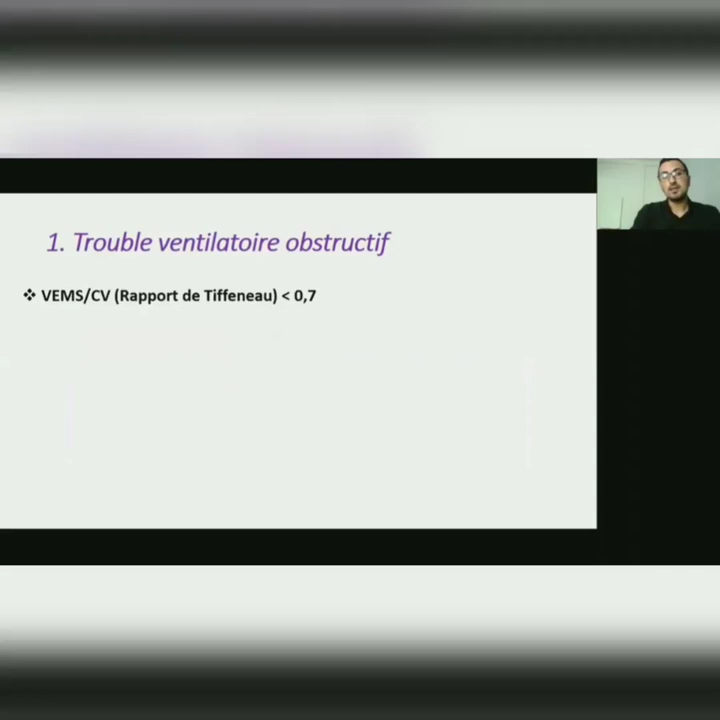 1. Trouble ventilatoire obstructif
❖ VEMS/CV (Rapport de Tiffeneau) < 0,7